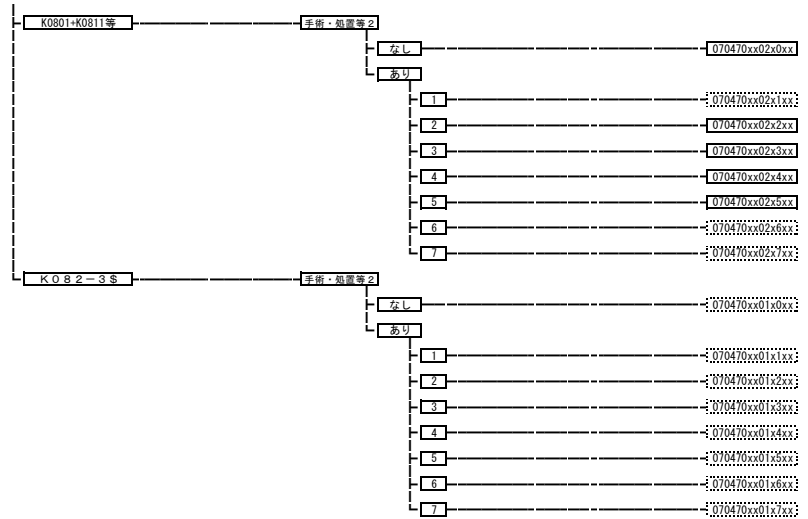 K0801+K0811等 手術・処置等２
なし 070470xx02x0xx
あり
1 070470xx02x1xx
2 070470xx02x2xx
3 070470xx02x3xx
4 070470xx02x4xx
5 070470xx02x5xx
6 070470xx02x6xx
7 070470xx02x7xx
Ｋ０８２－３＄ 手術・処置等２
なし 070470xx01x0xx
あり
1 070470xx01x1xx
2 070470xx01x2xx
3 070470xx01x3xx
4 070470xx01x4xx
5 070470xx01x5xx
6 070470xx01x6xx
7 070470xx01x7xx